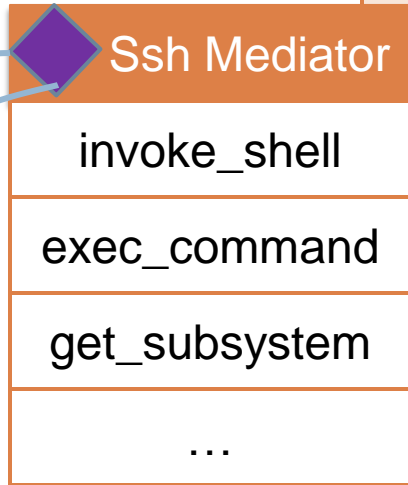 Ssh Mediator
invoke_shell
exec_command
get_subsystem
…